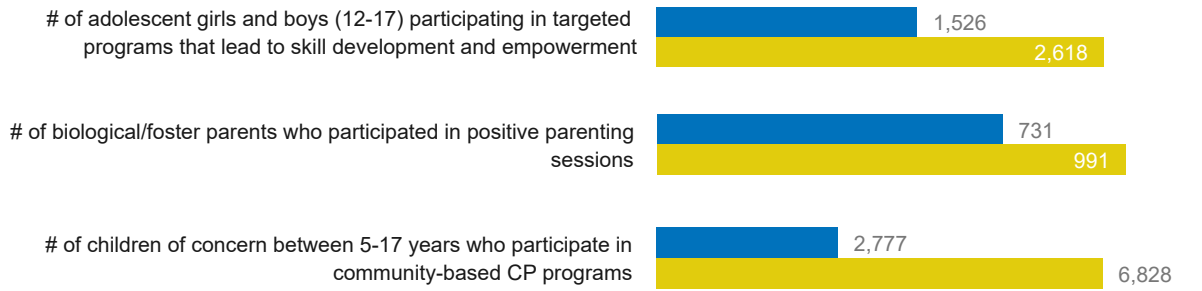 # of adolescent girls and boys (12-17) participating in targeted
programs that lead to skill development and empowerment
1,526
2,618
# of biological/foster parents who participated in positive parenting
sessions
731
991
# of children of concern between 5-17 years who participate in
community-based CP programs
2,777
6,828